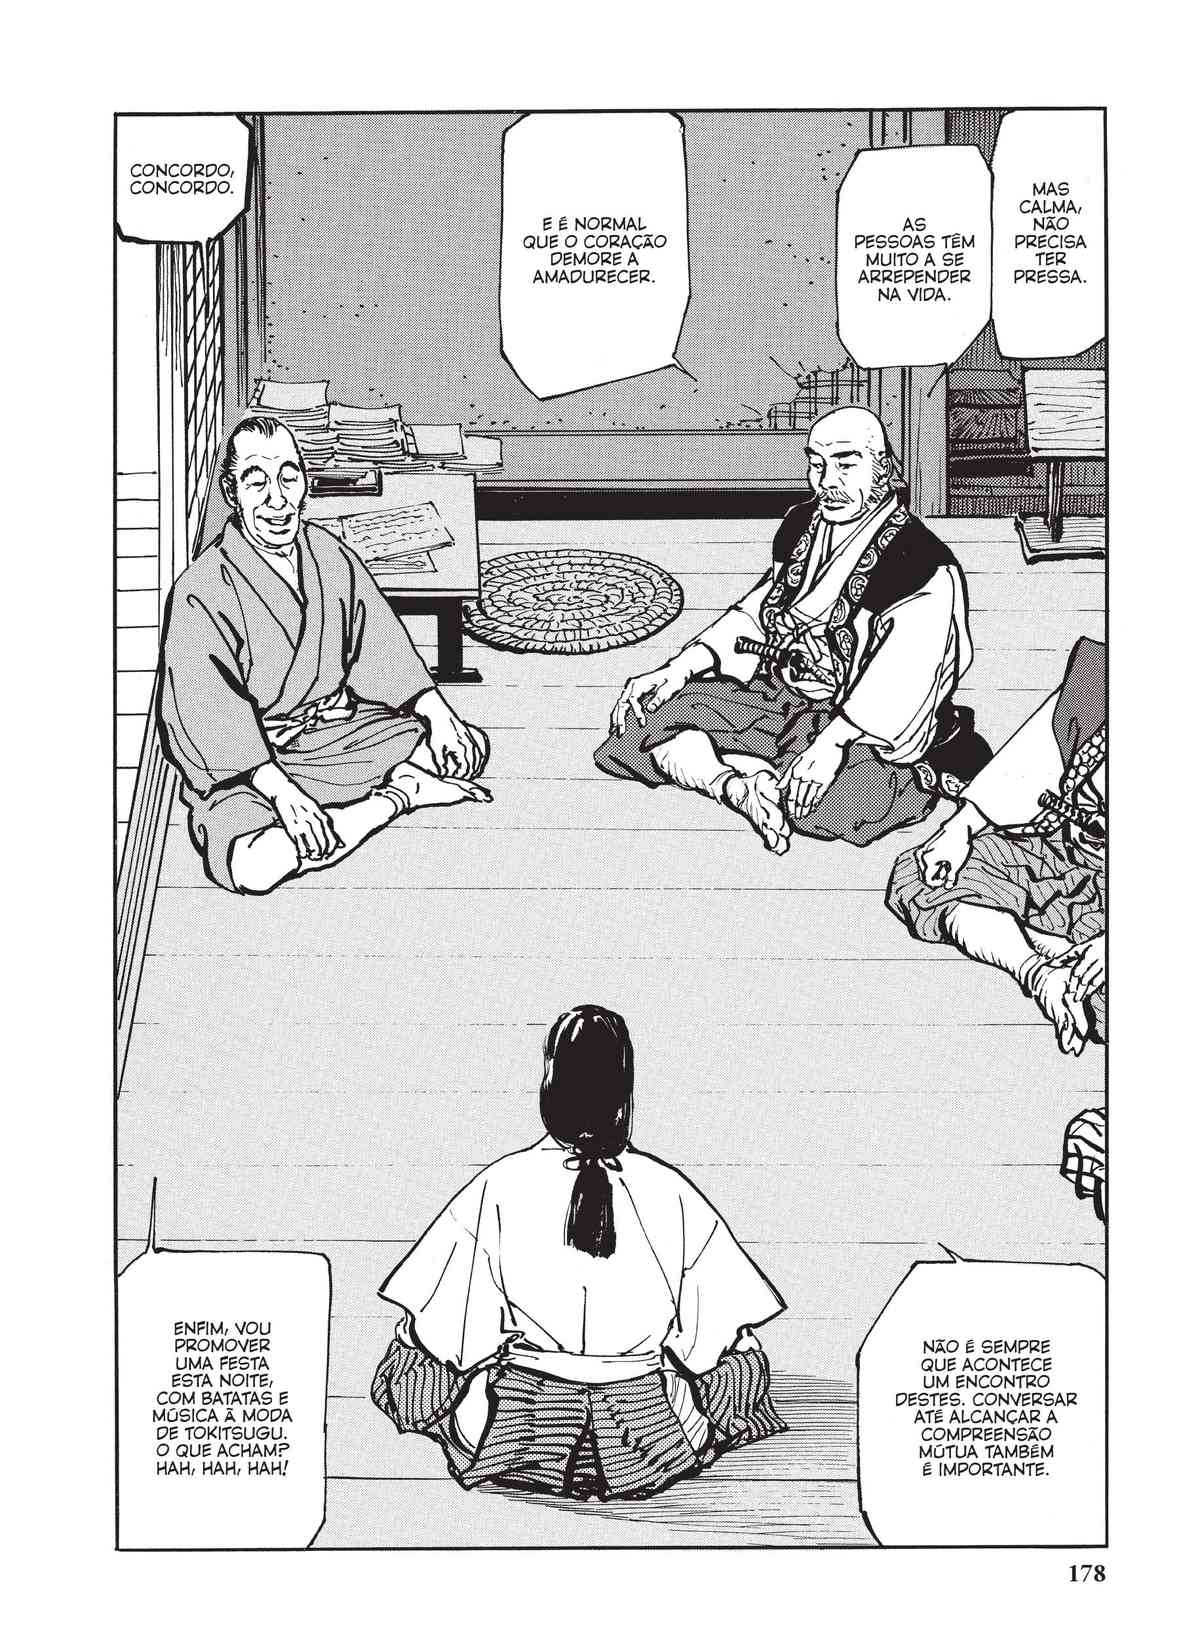 MAS
CALMA,
NÃO
PRECISA
TER
PRESSA.
AS
PESSOAS TÊM
MUITO A SE
ARREPENDER
NA VIDA.
E É NORMAL
QUE O CORAÇÃO
DEMORE A
AMADURECER.
CONCORDO,
CONCORDO.
NÃO É SEMPRE
QUE ACONTECE
UM ENCONTRO
DESTES. CONVERSAR
ATÉ ALCANÇAR A
COMPREENSÃO
MÚTUA TAMBÉM
É IMPORTANTE.
ENFIM, VOU
PROMOVER
UMA FESTA
ESTA NOITE,
COM BATATAS E
MÚSICA À MODA
DE TOKITSUGU.
O QUE ACHAM?
HAH, HAH, HAH!
178